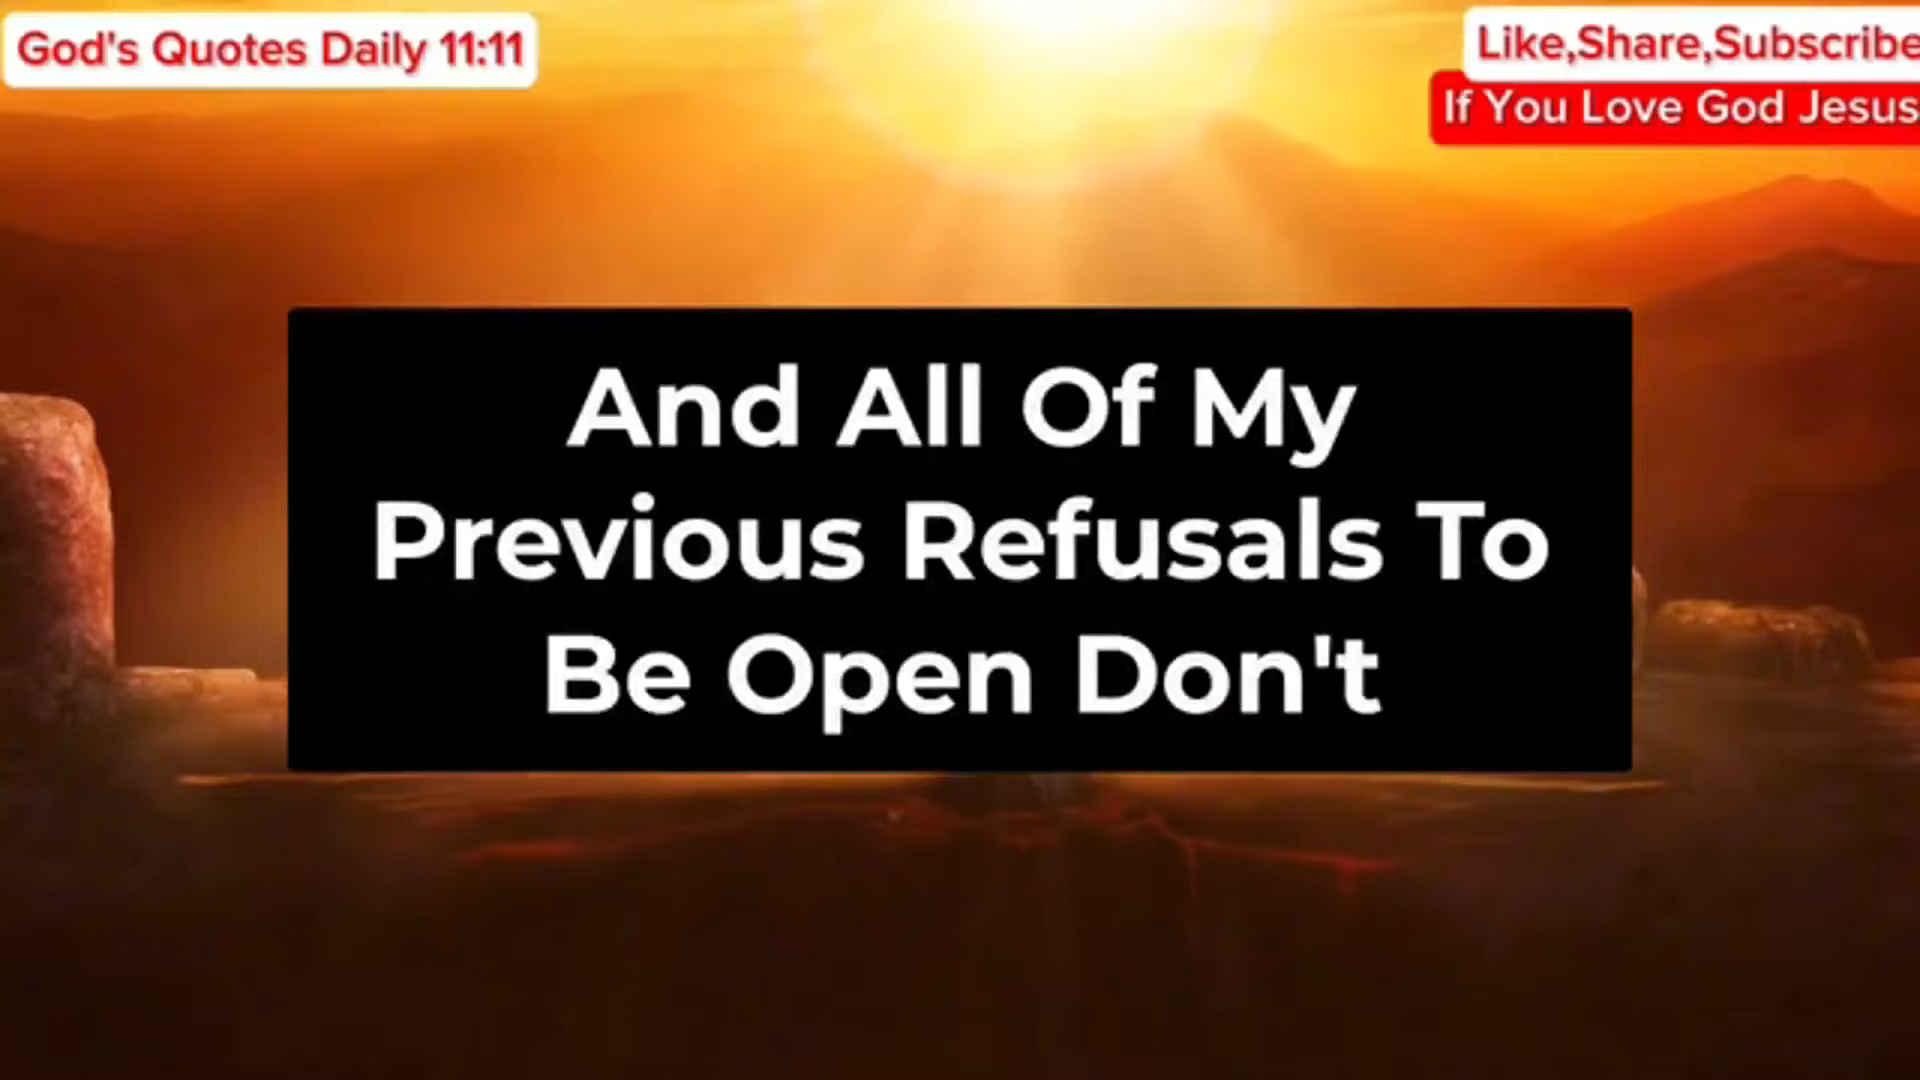 God's Quotes Daily 11:11
Like,Share,Subscribe
If You Love God Jesus
And All Of My
Previous Refusals To
Be Open Don't